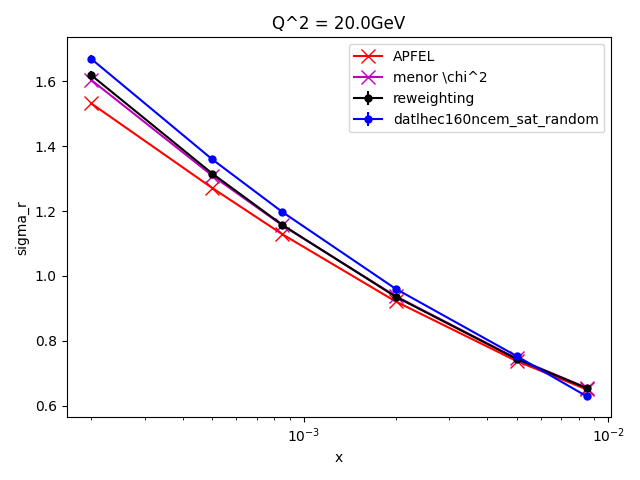 Q^2 = 20.0GeV
APFEL
menor \chi^2
reweighting
datlhec160ncem_sat_random
sigma_r
1.6
1.4
1.2
1.0
0.8
0.6
10⁻³
10⁻²
x